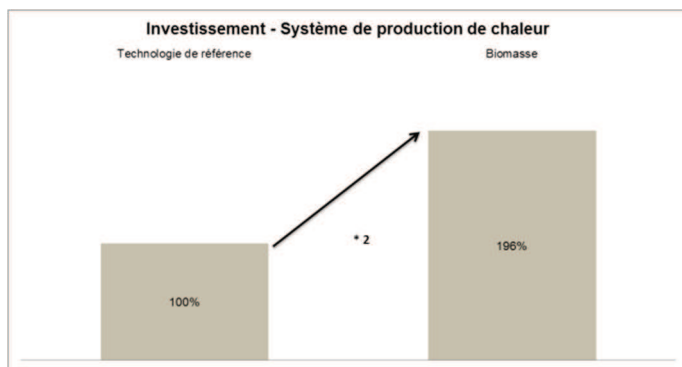 Investissement - Système de production de chaleur
Technologie de référence
Biomasse
* 2
196%
100%